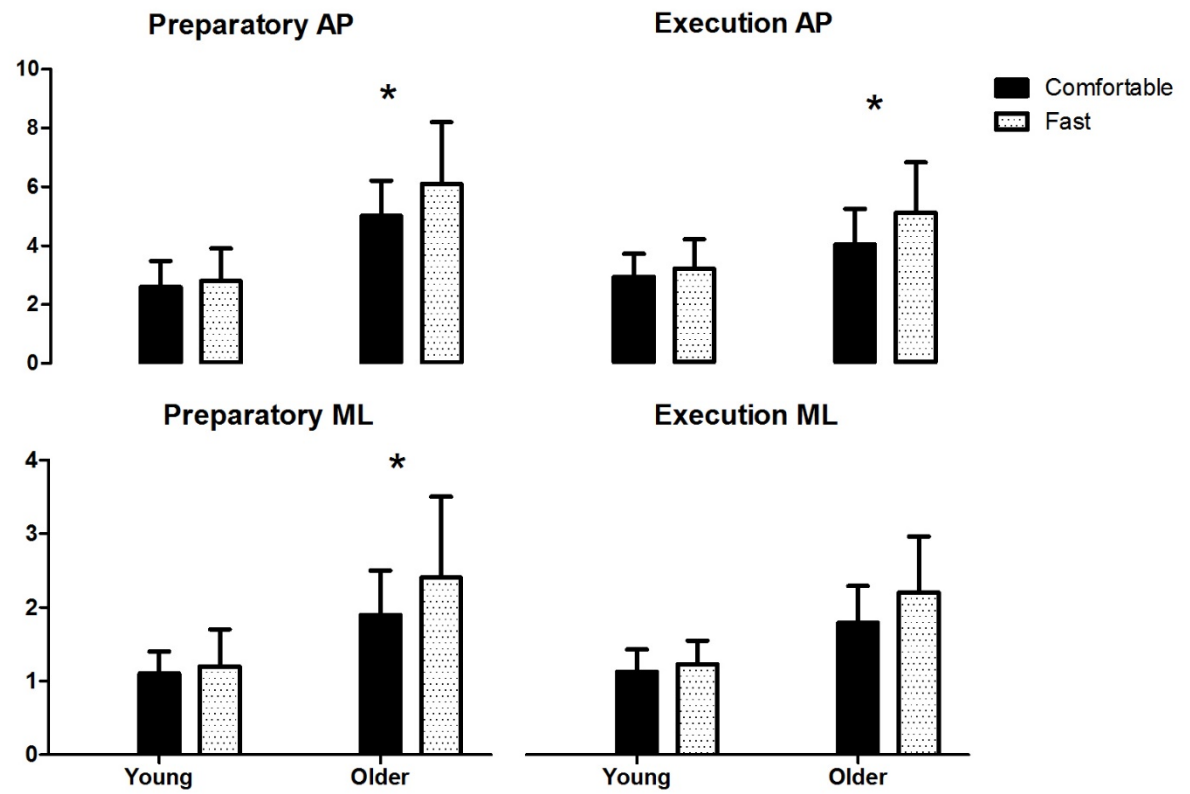 Preparatory AP
Execution AP
10
8
6
4
2
0
*
*
Comfortable
Fast
Preparatory ML
Execution ML
4
3
2
1
0
*
Young
Older
Young
Older